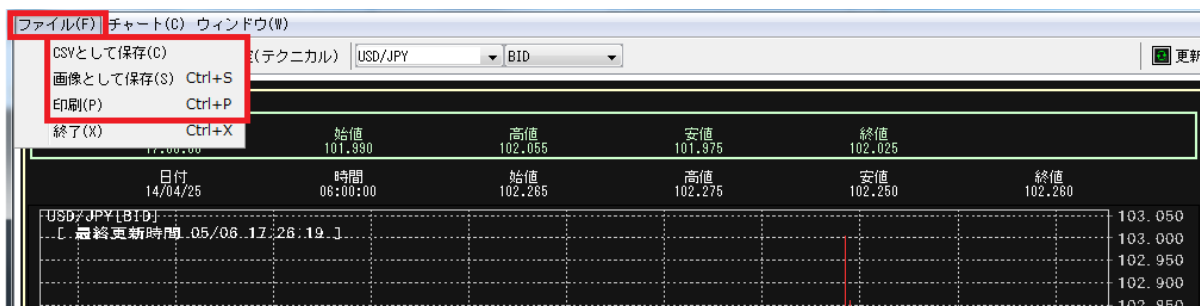 ファイル(F) チャート(C) ウィンドウ(W)
CSVとして保存(C)
(テクニカル) USD/JPY BID 更新
画像として保存(S) Ctrl+S
印刷(P) Ctrl+P
終了(X) Ctrl+X
始値 高値 安値 終値
101.990 102.055 101.975 102.025
日付 時間 始値 高値 安値 終値
14/04/25 06:00:00 102.265 102.275 102.250 102.260
USD/JPY[BID]
[ 最終更新時間 05/06 17:26:19 ]
103.050
103.000
102.950
102.900
102.850